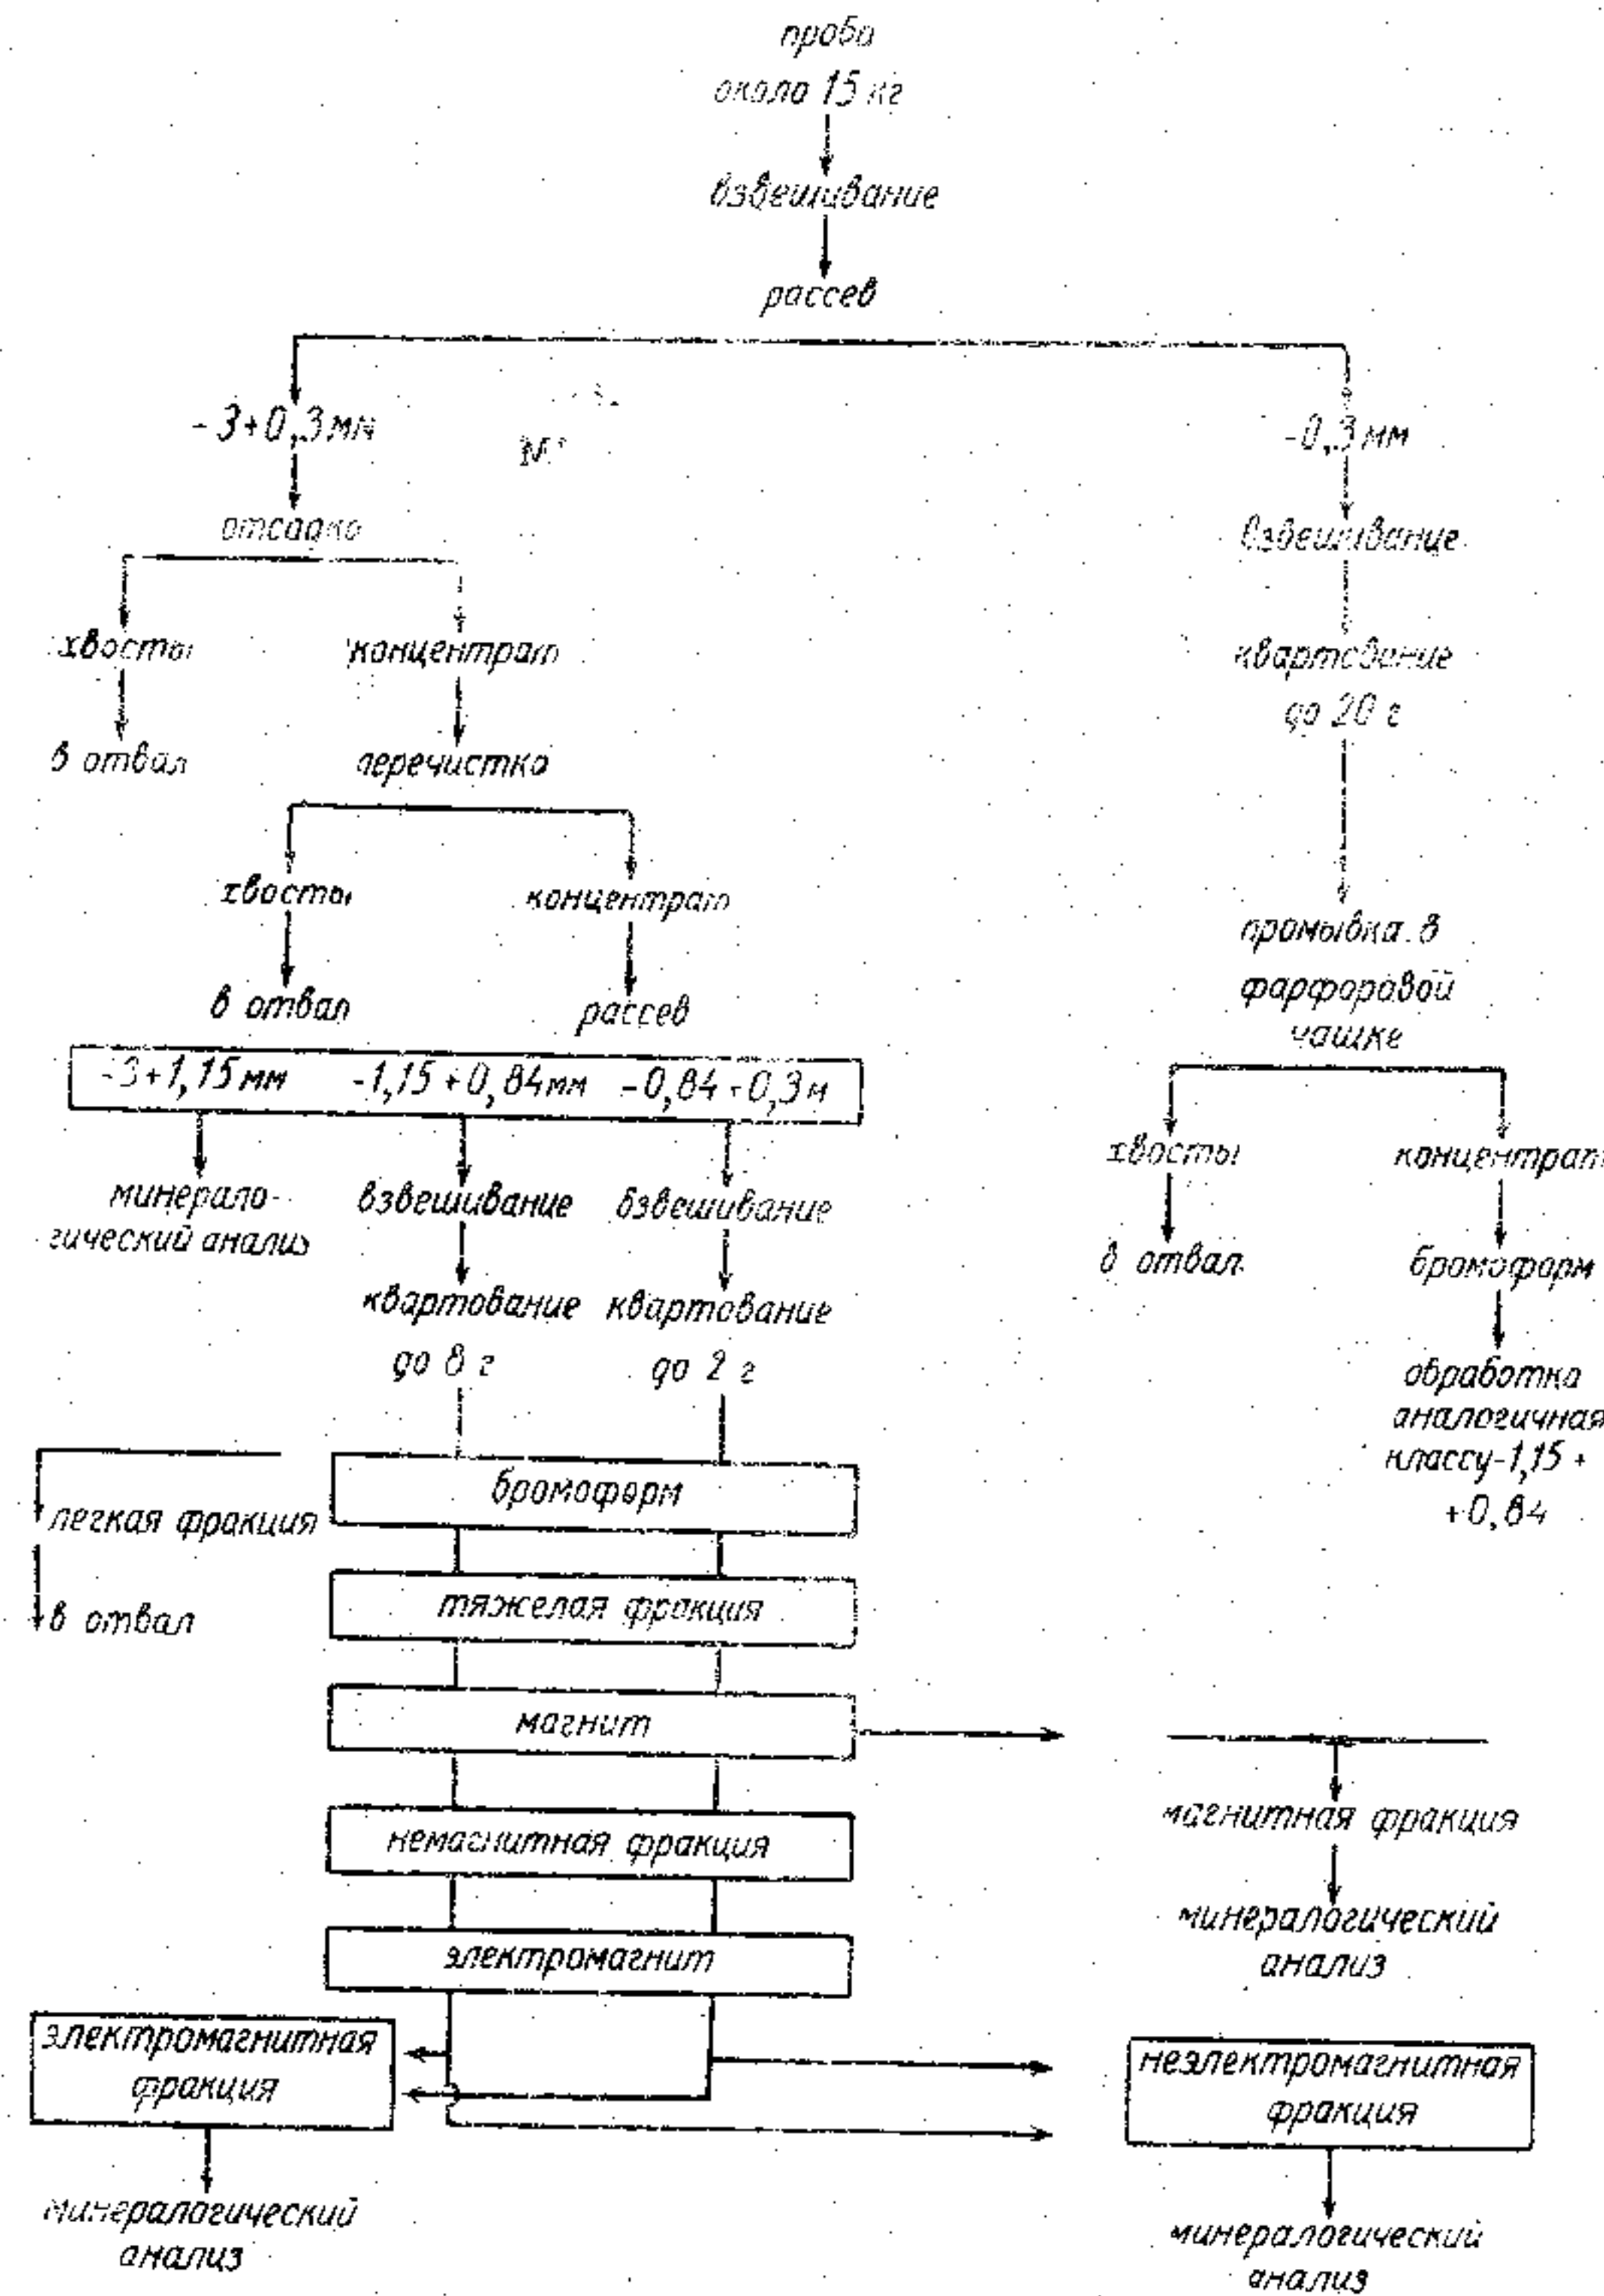 проба
около 15 кг
взвешивание
рассев
-3+0,3мм
-0,3мм
отсадка
взвешивание
хвосты
концентрат
квартование
до 20 г
в отвал
перечистка
хвосты
концентрат
промывка в
фарфоровой
чашке
в отвал
рассев
-3+1,15мм
-1,15+0,84мм
-0,84+0,3м
хвосты
концентрат
минерало-
гический анализ
взвешивание
взвешивание
в отвал
бромоформ
квартование
до 8 г
квартование
до 2 г
обработка
аналогичная
классу-1,15+
+0,84
бромоформ
легкая фракция
в отвал
тяжелая фракция
магнит
немагнитная фракция
магнитная фракция
минералогический
анализ
электромагнит
электромагнитная
фракция
неэлектромагнитная
фракция
минералогический
анализ
минералогический
анализ